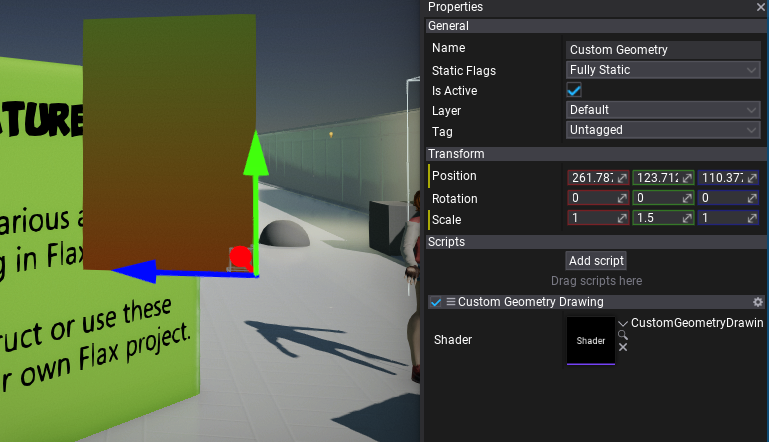 Properties
General
Name Custom Geometry
Static Flags Fully Static
Is Active
Layer Default
Tag Untagged
Transform
Position 261.787 123.712 110.377
Rotation 0 0 0
Scale 1 1.5 1
Scripts
Add script
Drag scripts here
Custom Geometry Drawing
Shader Shader CustomGeometryDrawin
ATURE
arious a
g in Flax
ruct or use these
r own Flax project.